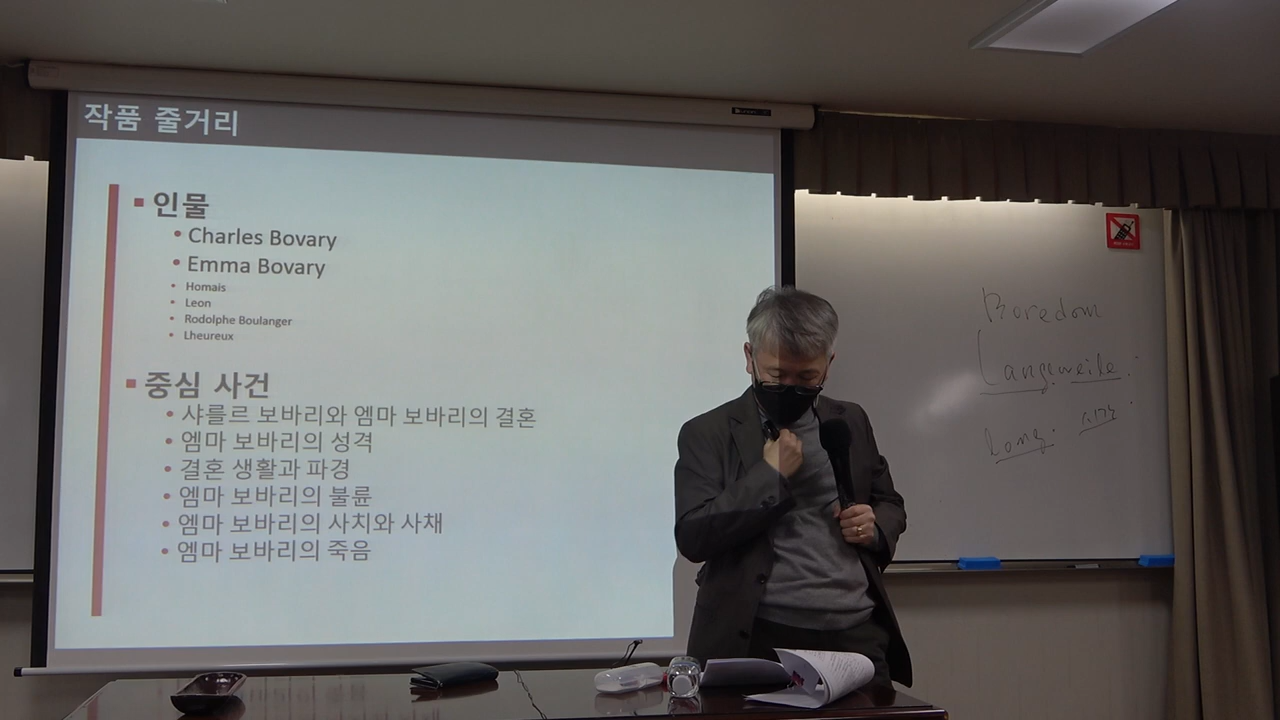 작품 줄거리
인물
Charles Bovary
Emma Bovary
Homais
Leon
Rodolphe Boulanger
Lheureux
중심 사건
샤를르 보바리와 엠마 보바리의 결혼
엠마 보바리의 성격
결혼 생활과 파경
엠마 보바리의 불륜
엠마 보바리의 사치와 사채
엠마 보바리의 죽음
Boredom
Langeweile
Long. 시간